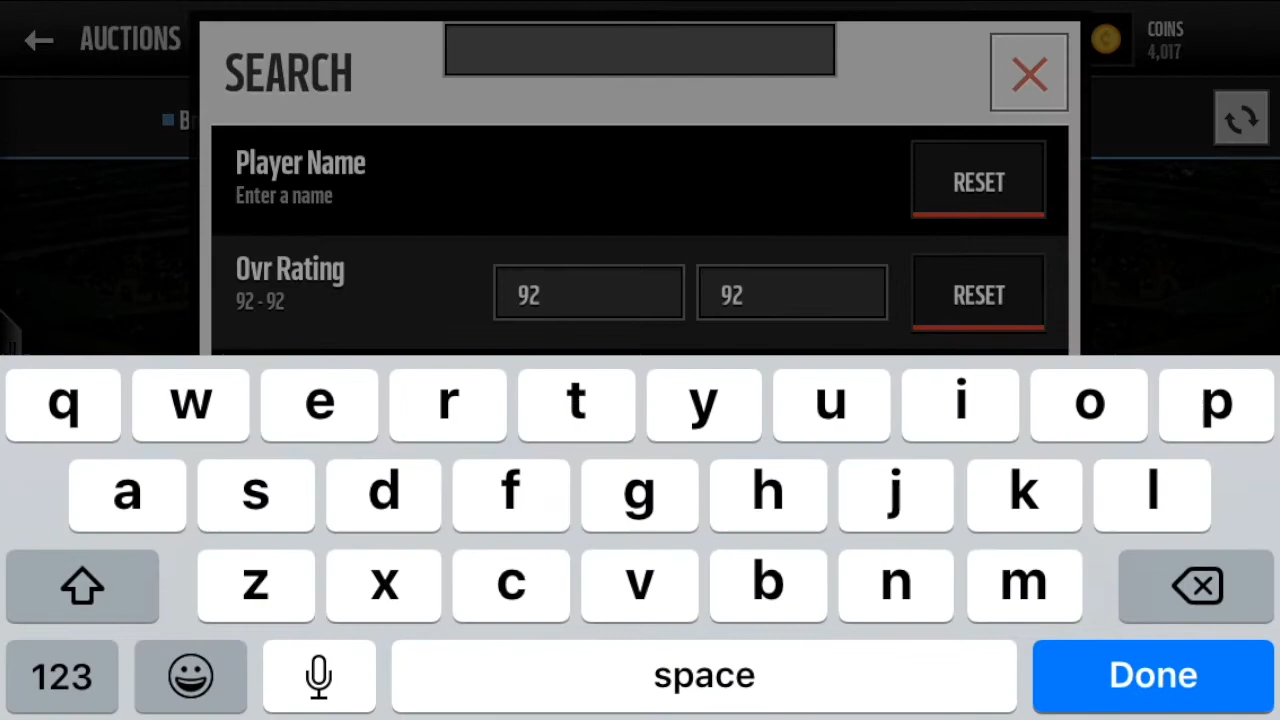 AUCTIONS
SEARCH
COINS
4,017
Player Name
Enter a name
RESET
Ovr Rating
92 - 92
92
92
RESET
q w e r t y u i o p
a s d f g h j k l
z x c v b n m
123
space
Done